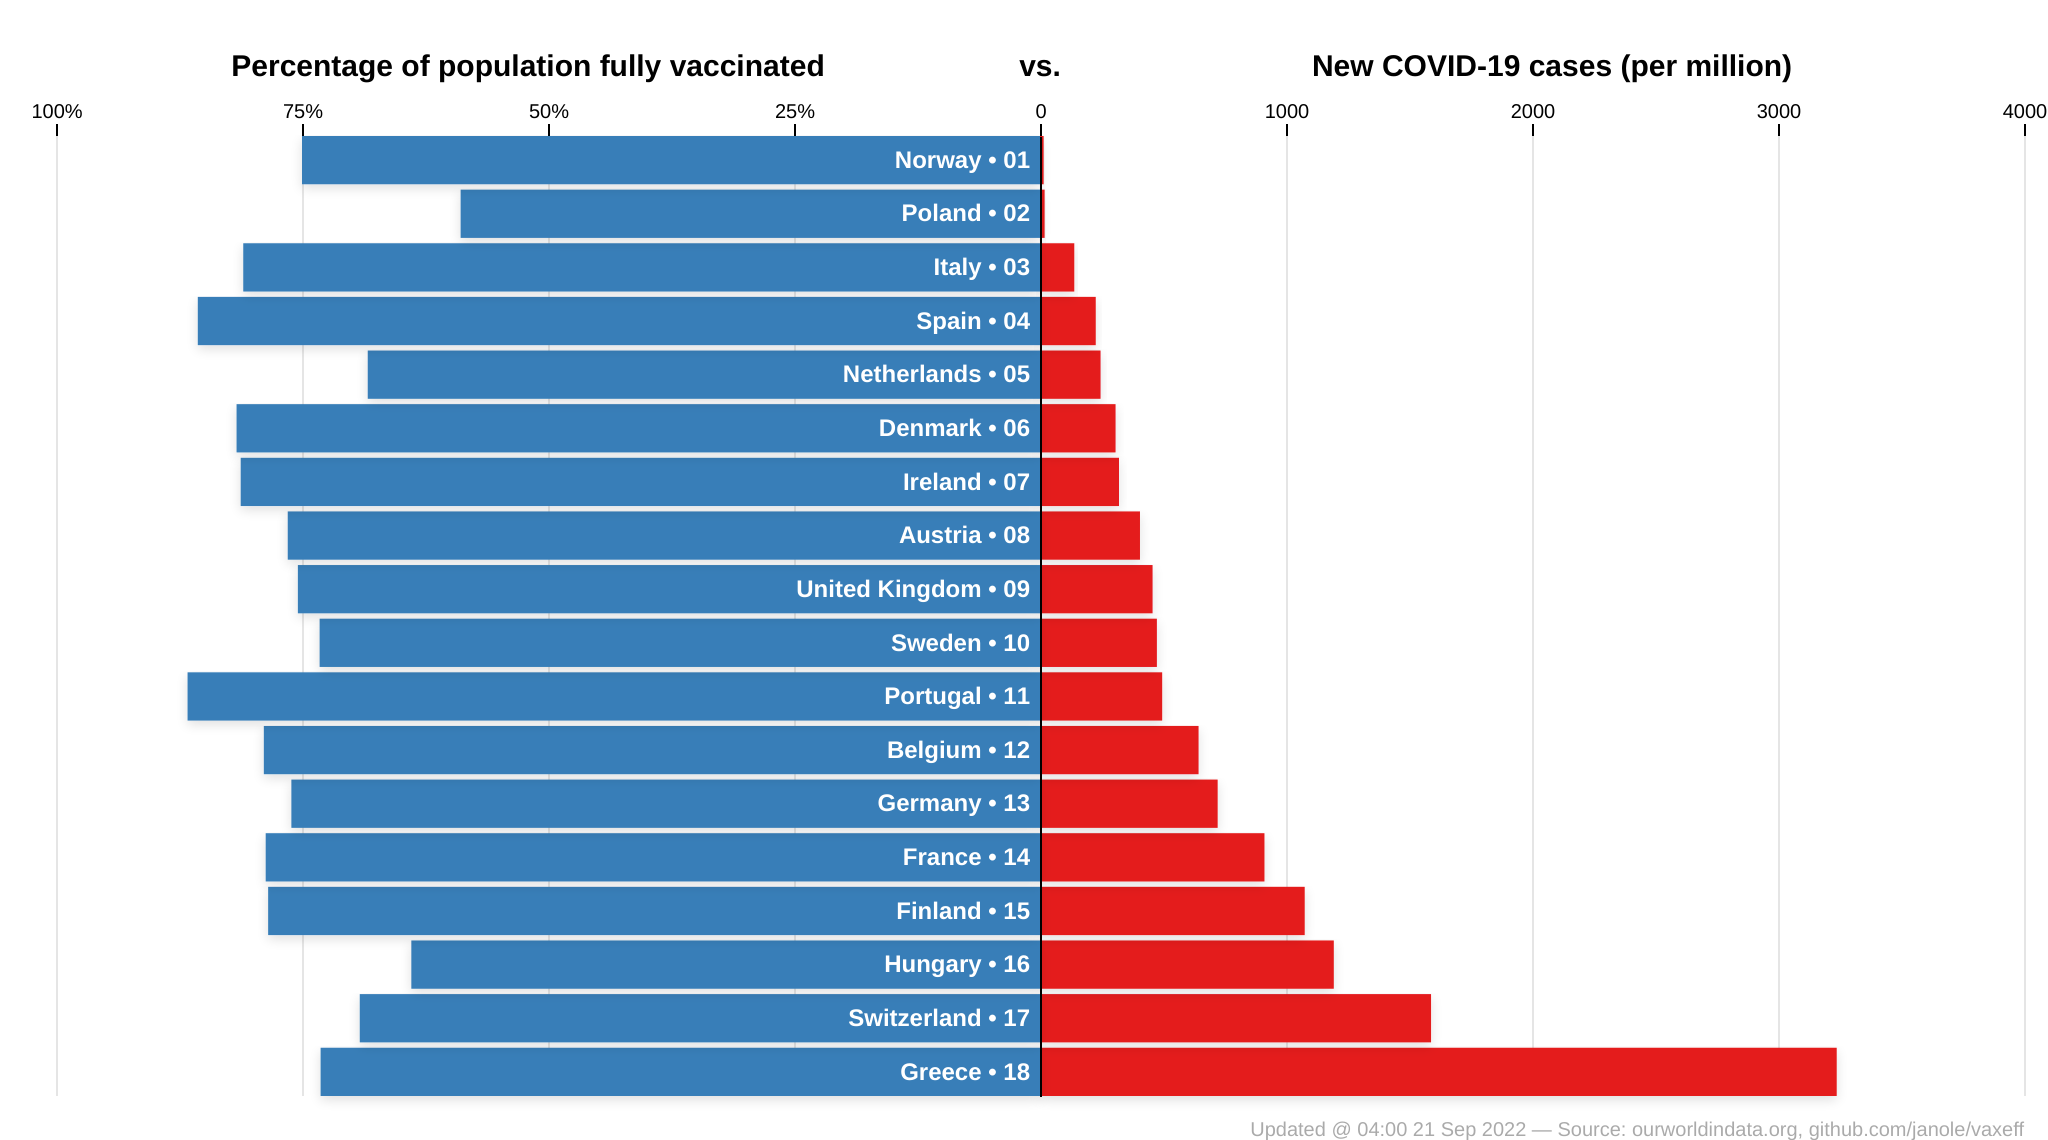 Percentage of population fully vaccinated vs. New COVID-19 cases (per million)
100% 75% 50% 25% 0 1000 2000 3000 4000
Norway • 01
Poland • 02
Italy • 03
Spain • 04
Netherlands • 05
Denmark • 06
Ireland • 07
Austria • 08
United Kingdom • 09
Sweden • 10
Portugal • 11
Belgium • 12
Germany • 13
France • 14
Finland • 15
Hungary • 16
Switzerland • 17
Greece • 18
Updated @ 04:00 21 Sep 2022 — Source: ourworldindata.org, github.com/janole/vaxeff